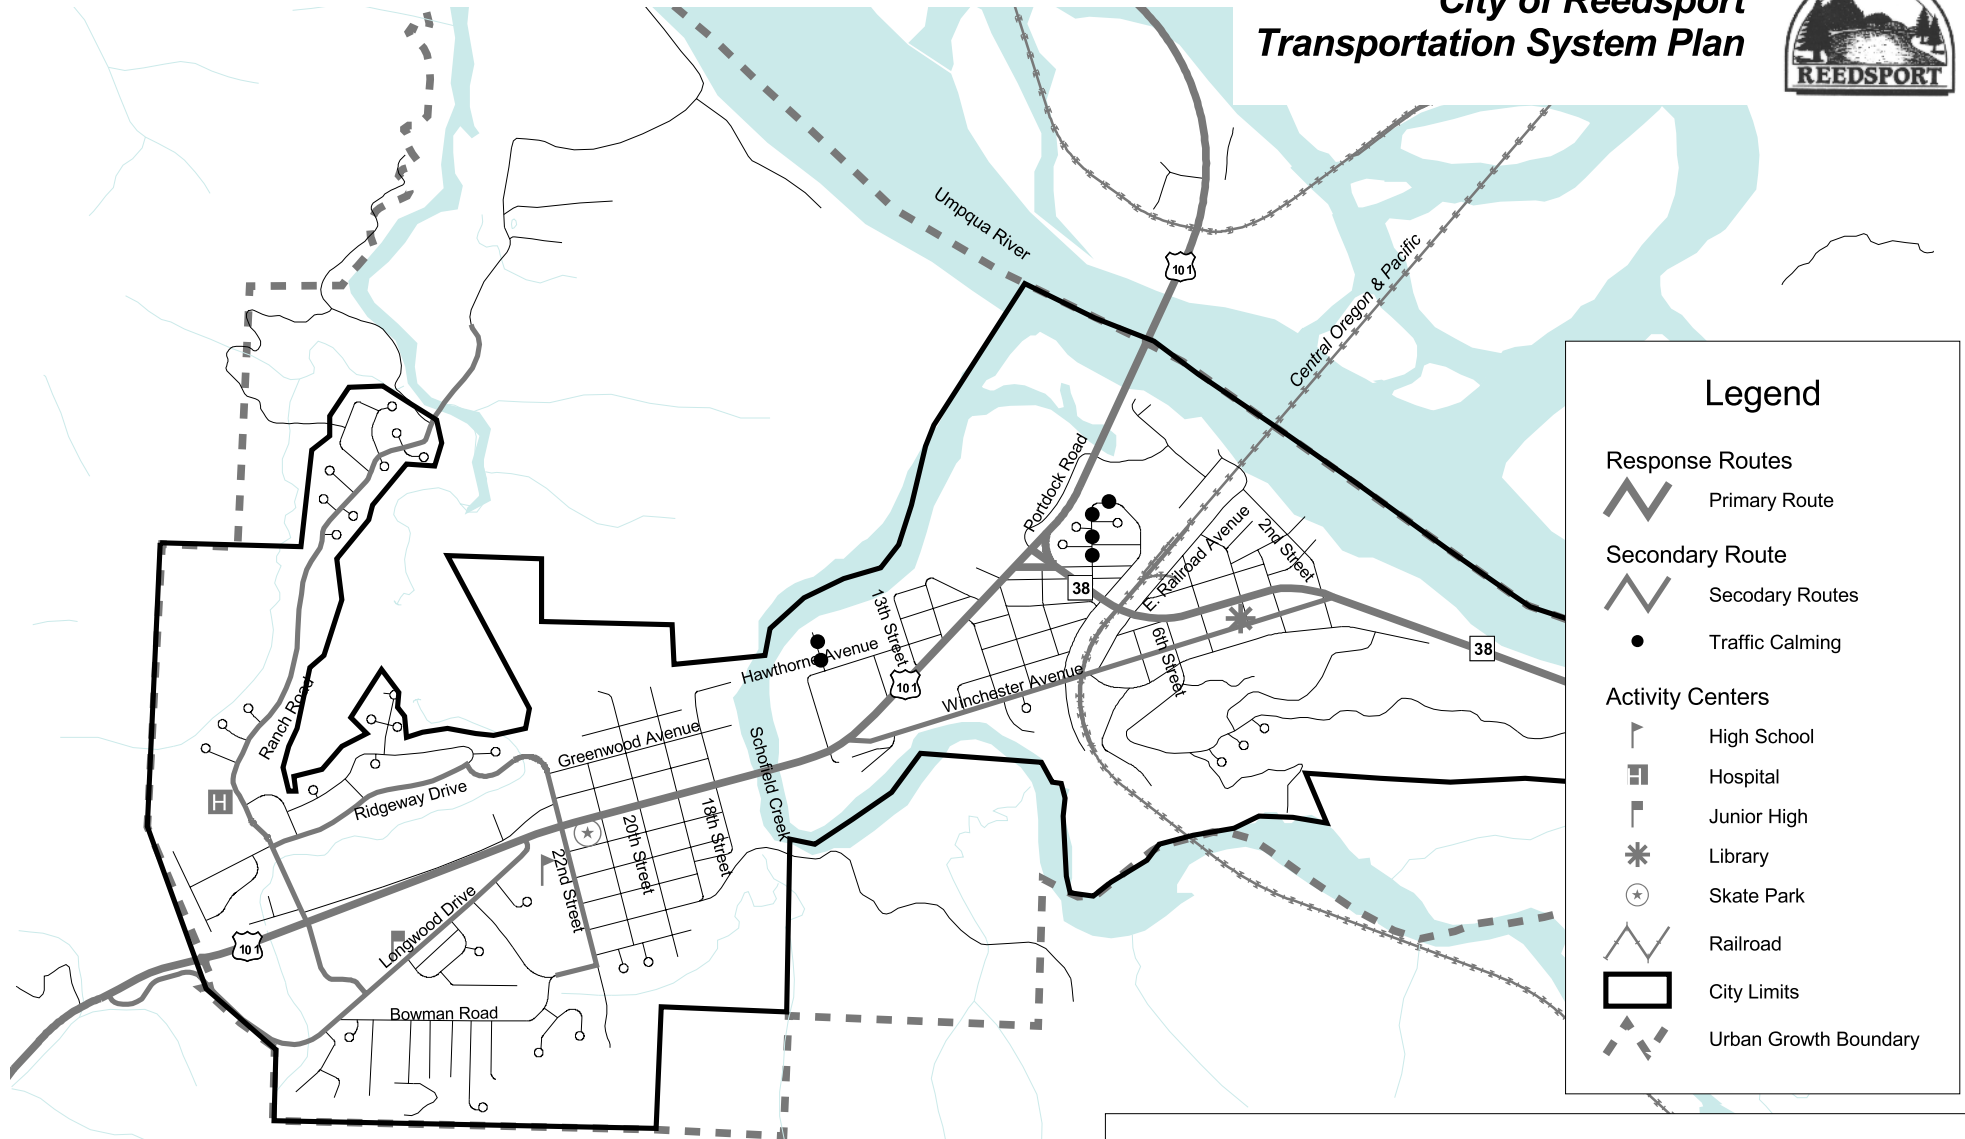 City of Reedsport
Transportation System Plan
REEDSPORT
Umpqua River
101
Central Oregon & Pacific
Legend
Response Routes
Primary Route
Secondary Route
Secodary Routes
Traffic Calming
Activity Centers
High School
H
Hospital
Junior High
Library
Skate Park
Railroad
City Limits
Urban Growth Boundary
Portdock Road
2nd Street
E. Railroad Avenue
38
13th Street
6th Street
38
Hawthorne Avenue
101
Winchester Avenue
Ranch Road
Greenwood Avenue
Schofield Creek
H
Ridgeway Drive
18th Street
20th Street
22nd Street
Longwood Drive
101
Bowman Road